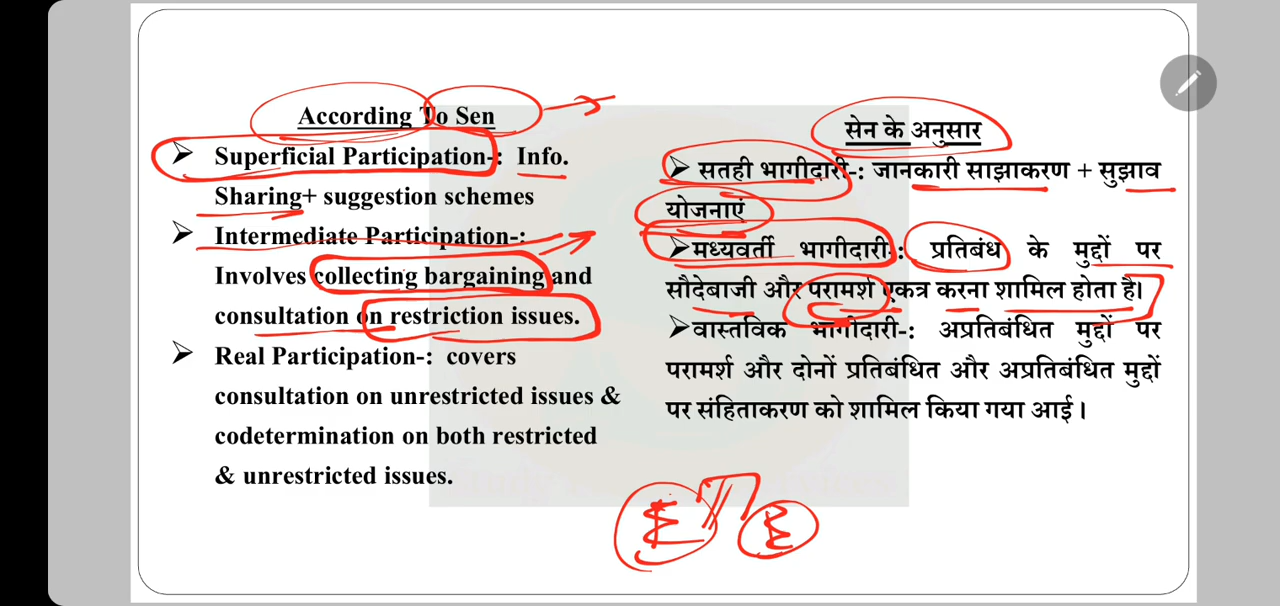 According To Sen
➢ Superficial Participation-: Info.
Sharing+ suggestion schemes
➢ Intermediate Participation-:
Involves collecting bargaining and
consultation on restriction issues.
➢ Real Participation-: covers
consultation on unrestricted issues &
codetermination on both restricted
& unrestricted issues.
सेन के अनुसार
➢सतही भागीदारी-: जानकारी साझाकरण + सुझाव
योजनाएं
➢मध्यवर्ती भागीदारी-: प्रतिबंध के मुद्दों पर
सौदेबाजी और परामर्श एकत्र करना शामिल होता है।
➢वास्तविक भागीदारी-: अप्रतिबंधित मुद्दों पर
परामर्श और दोनों प्रतिबंधित और अप्रतिबंधित मुद्दों
पर संहिताकरण को शामिल किया गया आई।